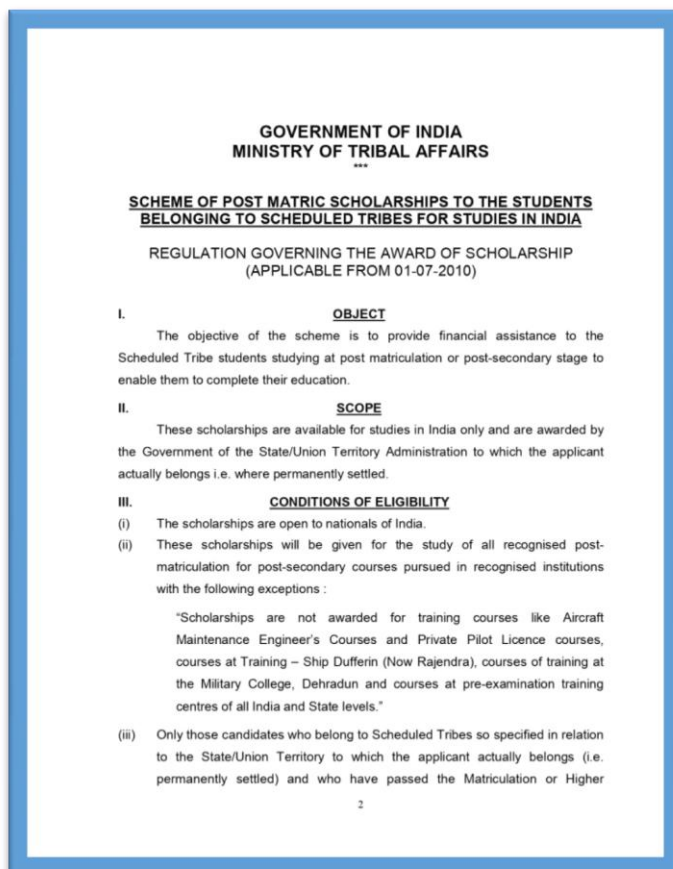 GOVERNMENT OF INDIA
MINISTRY OF TRIBAL AFFAIRS
***
SCHEME OF POST MATRIC SCHOLARSHIPS TO THE STUDENTS
BELONGING TO SCHEDULED TRIBES FOR STUDIES IN INDIA
REGULATION GOVERNING THE AWARD OF SCHOLARSHIP
(APPLICABLE FROM 01-07-2010)
I. OBJECT
The objective of the scheme is to provide financial assistance to the
Scheduled Tribe students studying at post matriculation or post-secondary stage to
enable them to complete their education.
II. SCOPE
These scholarships are available for studies in India only and are awarded by
the Government of the State/Union Territory Administration to which the applicant
actually belongs i.e. where permanently settled.
III. CONDITIONS OF ELIGIBILITY
(i) The scholarships are open to nationals of India.
(ii) These scholarships will be given for the study of all recognised post-
matriculation for post-secondary courses pursued in recognised institutions
with the following exceptions :
“Scholarships are not awarded for training courses like Aircraft
Maintenance Engineer’s Courses and Private Pilot Licence courses,
courses at Training – Ship Dufferin (Now Rajendra), courses of training at
the Military College, Dehradun and courses at pre-examination training
centres of all India and State levels.”
(iii) Only those candidates who belong to Scheduled Tribes so specified in relation
to the State/Union Territory to which the applicant actually belongs (i.e.
permanently settled) and who have passed the Matriculation or Higher
2